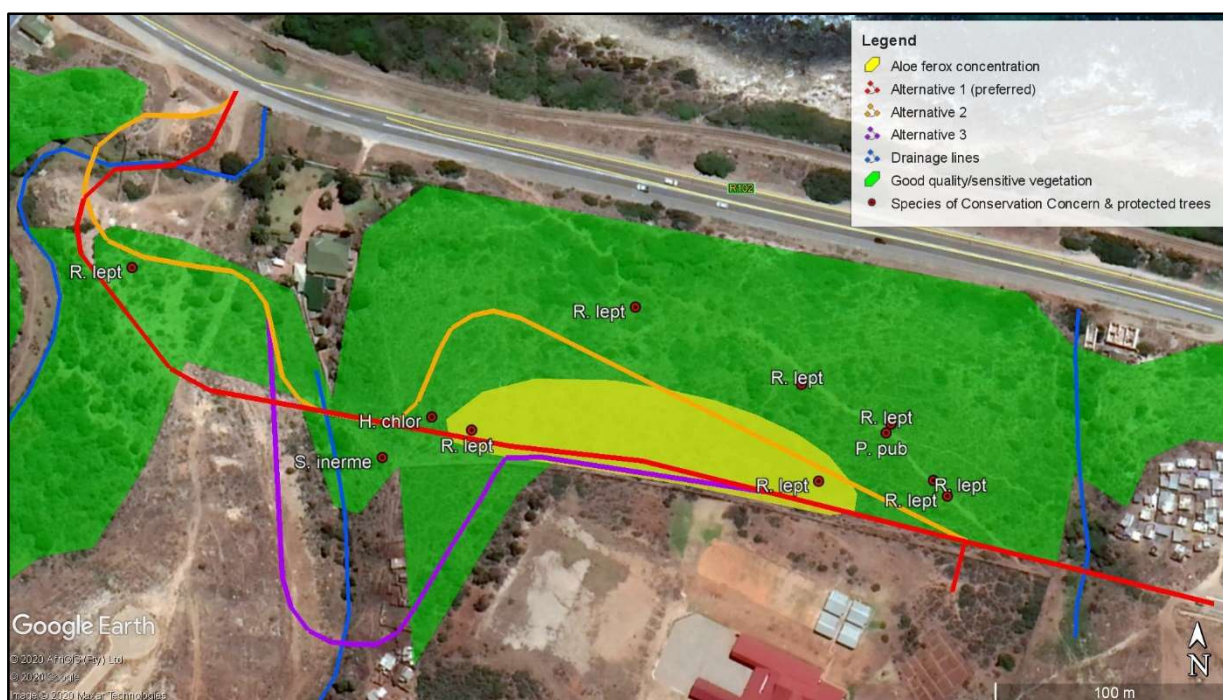 Legend
Aloe ferox concentration
Alternative 1 (preferred)
Alternative 2
Alternative 3
Drainage lines
Good quality/sensitive vegetation
Species of Conservation Concern & protected trees
R102
R. lept
R. lept
R. lept
H. chlor
R. lept
R. lept
P. pub
S. inerme
R. lept
R. lept
R. lept
Google Earth
© 2020 AfriGIS (Pty) Ltd.
© 2020 Google
Image © 2020 Maxar Technologies
N
100 m